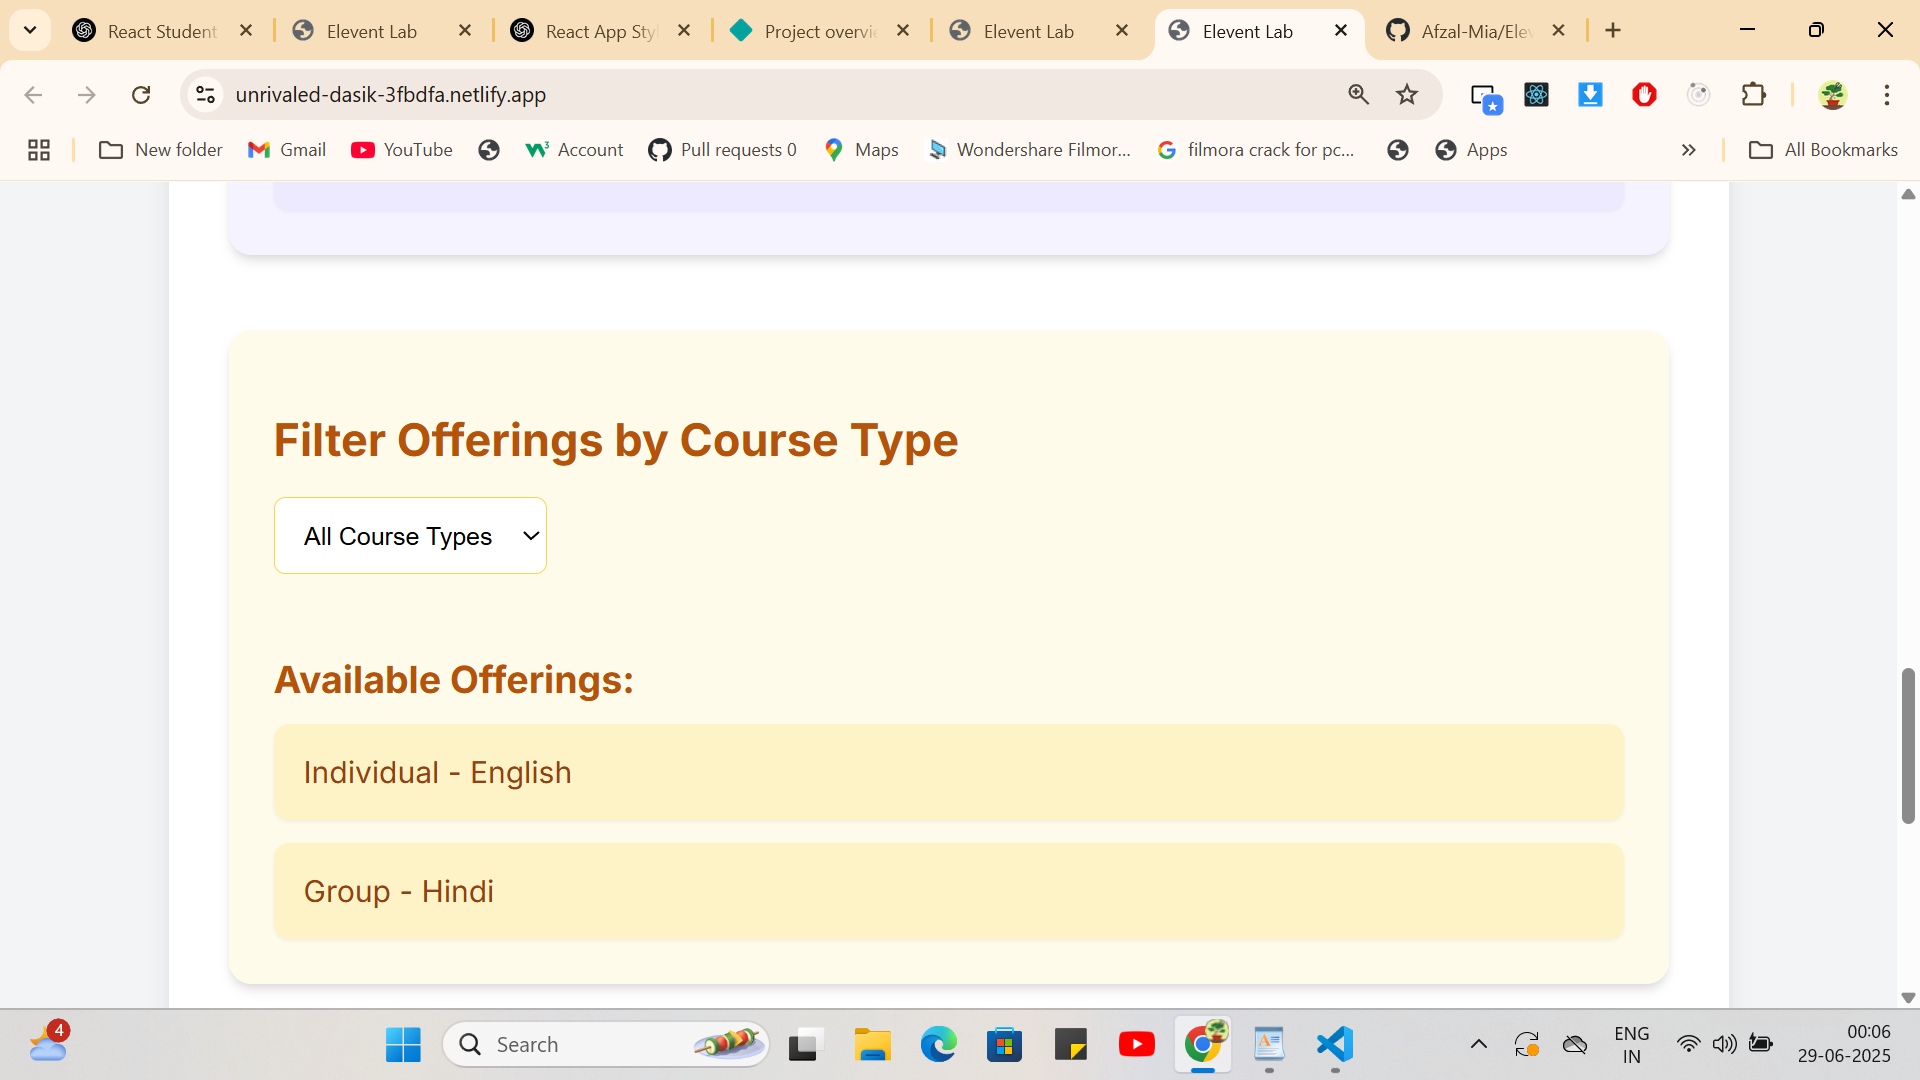 React Student
Elevent Lab
React App Sty
Project overvie
Elevent Lab
Elevent Lab
Afzal-Mia/Elev
unrivaled-dasik-3fbdfa.netlify.app
New folder
Gmail
YouTube
Account
Pull requests 0
Maps
Wondershare Filmor...
filmora crack for pc...
Apps
All Bookmarks
Filter Offerings by Course Type
All Course Types
Available Offerings:
Individual - English
Group - Hindi
4
Search
ENG
IN
00:06
29-06-2025